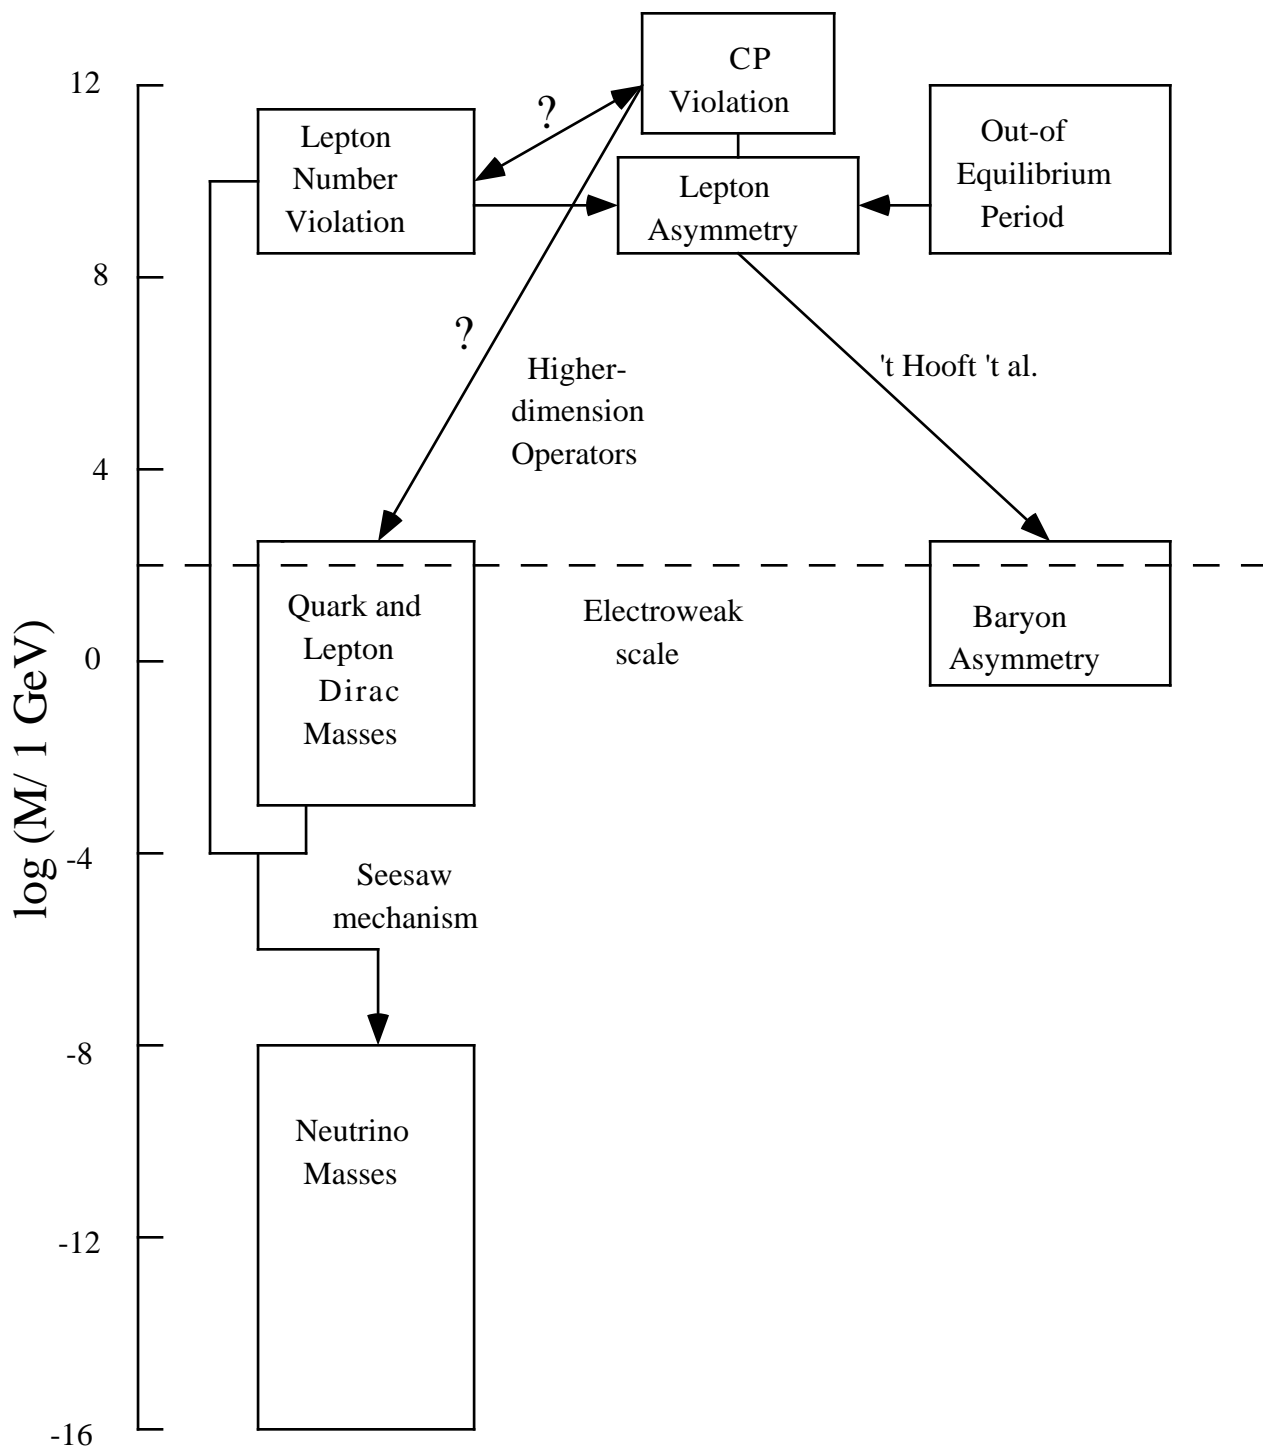 12
8
4
0
-4
-8
-12
-16
log (M/ 1 GeV)
CP
Violation
?
Lepton
Number
Violation
Lepton
Asymmetry
Out-of
Equilibrium
Period
?
Higher-
dimension
Operators
't Hooft 't al.
Quark and
Lepton
Dirac
Masses
Electroweak
scale
Baryon
Asymmetry
Seesaw
mechanism
Neutrino
Masses